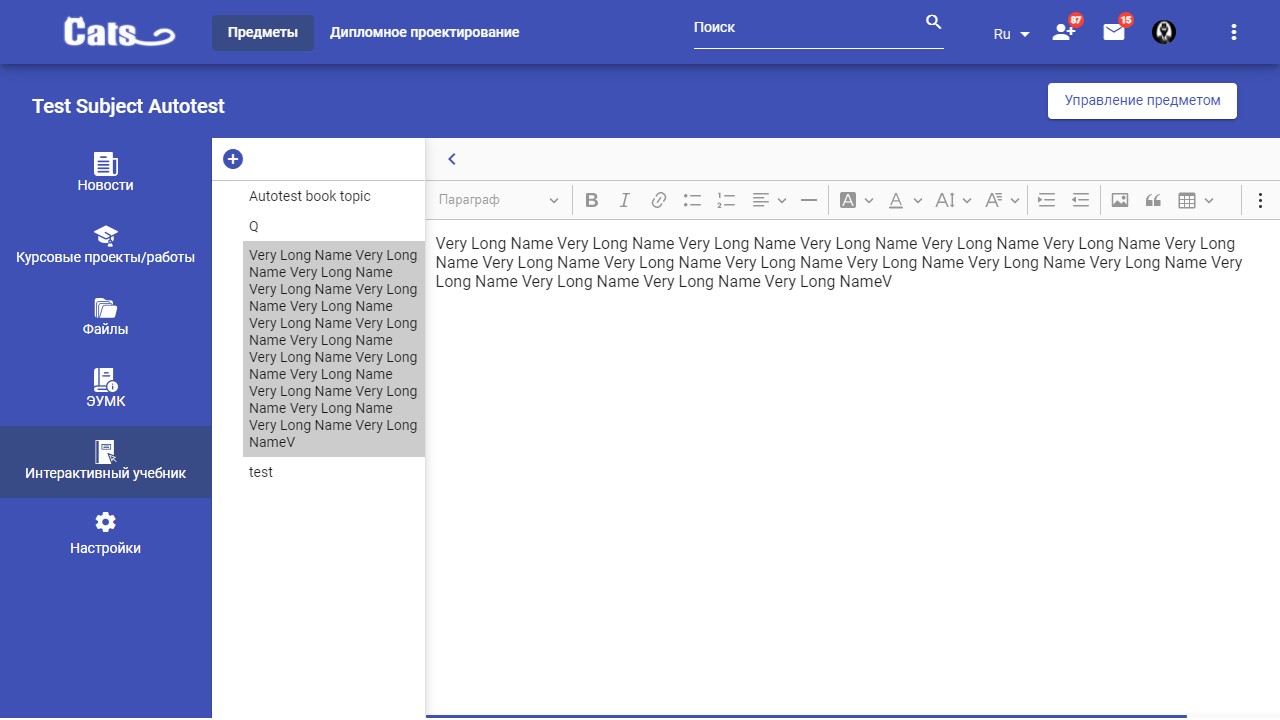 Cats
Предметы
Дипломное проектирование
Поиск
Ru
87
15
Test Subject Autotest
Управление предметом
Новости
Курсовые проекты/работы
Файлы
ЭУМК
Интерактивный учебник
Настройки
Autotest book topic
Q
Very Long Name Very Long
Name Very Long Name
Very Long Name Very Long
Name Very Long Name
Very Long Name Very Long
Name Very Long Name
Very Long Name Very Long
Name Very Long Name
Very Long Name Very Long
Name Very Long Name
Very Long Name Very Long
NameV
test
Параграф
Very Long Name Very Long Name Very Long Name Very Long Name Very Long Name Very Long Name Very Long
Name Very Long Name Very Long Name Very Long Name Very Long Name Very Long Name Very Long Name Very
Long Name Very Long Name Very Long Name Very Long NameV